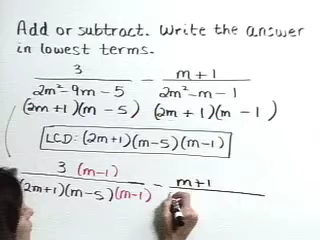 Add or subtract. Write the answer
in lowest terms.
3/(2m²-9m-5) - (m+1)/(2m²-m-1)
(2m+1)(m-5) (2m+1)(m-1)
LCD: (2m+1)(m-5)(m-1)
3 (m-1)/(2m+1)(m-5)(m-1) - m+1/